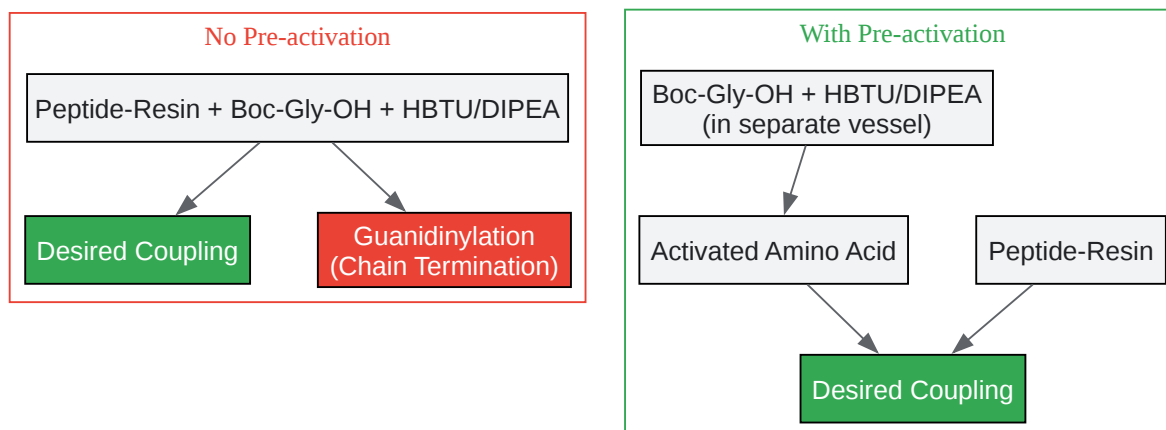 No Pre-activation
Peptide-Resin + Boc-Gly-OH + HBTU/DIPEA
Desired Coupling
Guanidinylation
(Chain Termination)
With Pre-activation
Boc-Gly-OH + HBTU/DIPEA
(in separate vessel)
Activated Amino Acid
Peptide-Resin
Desired Coupling